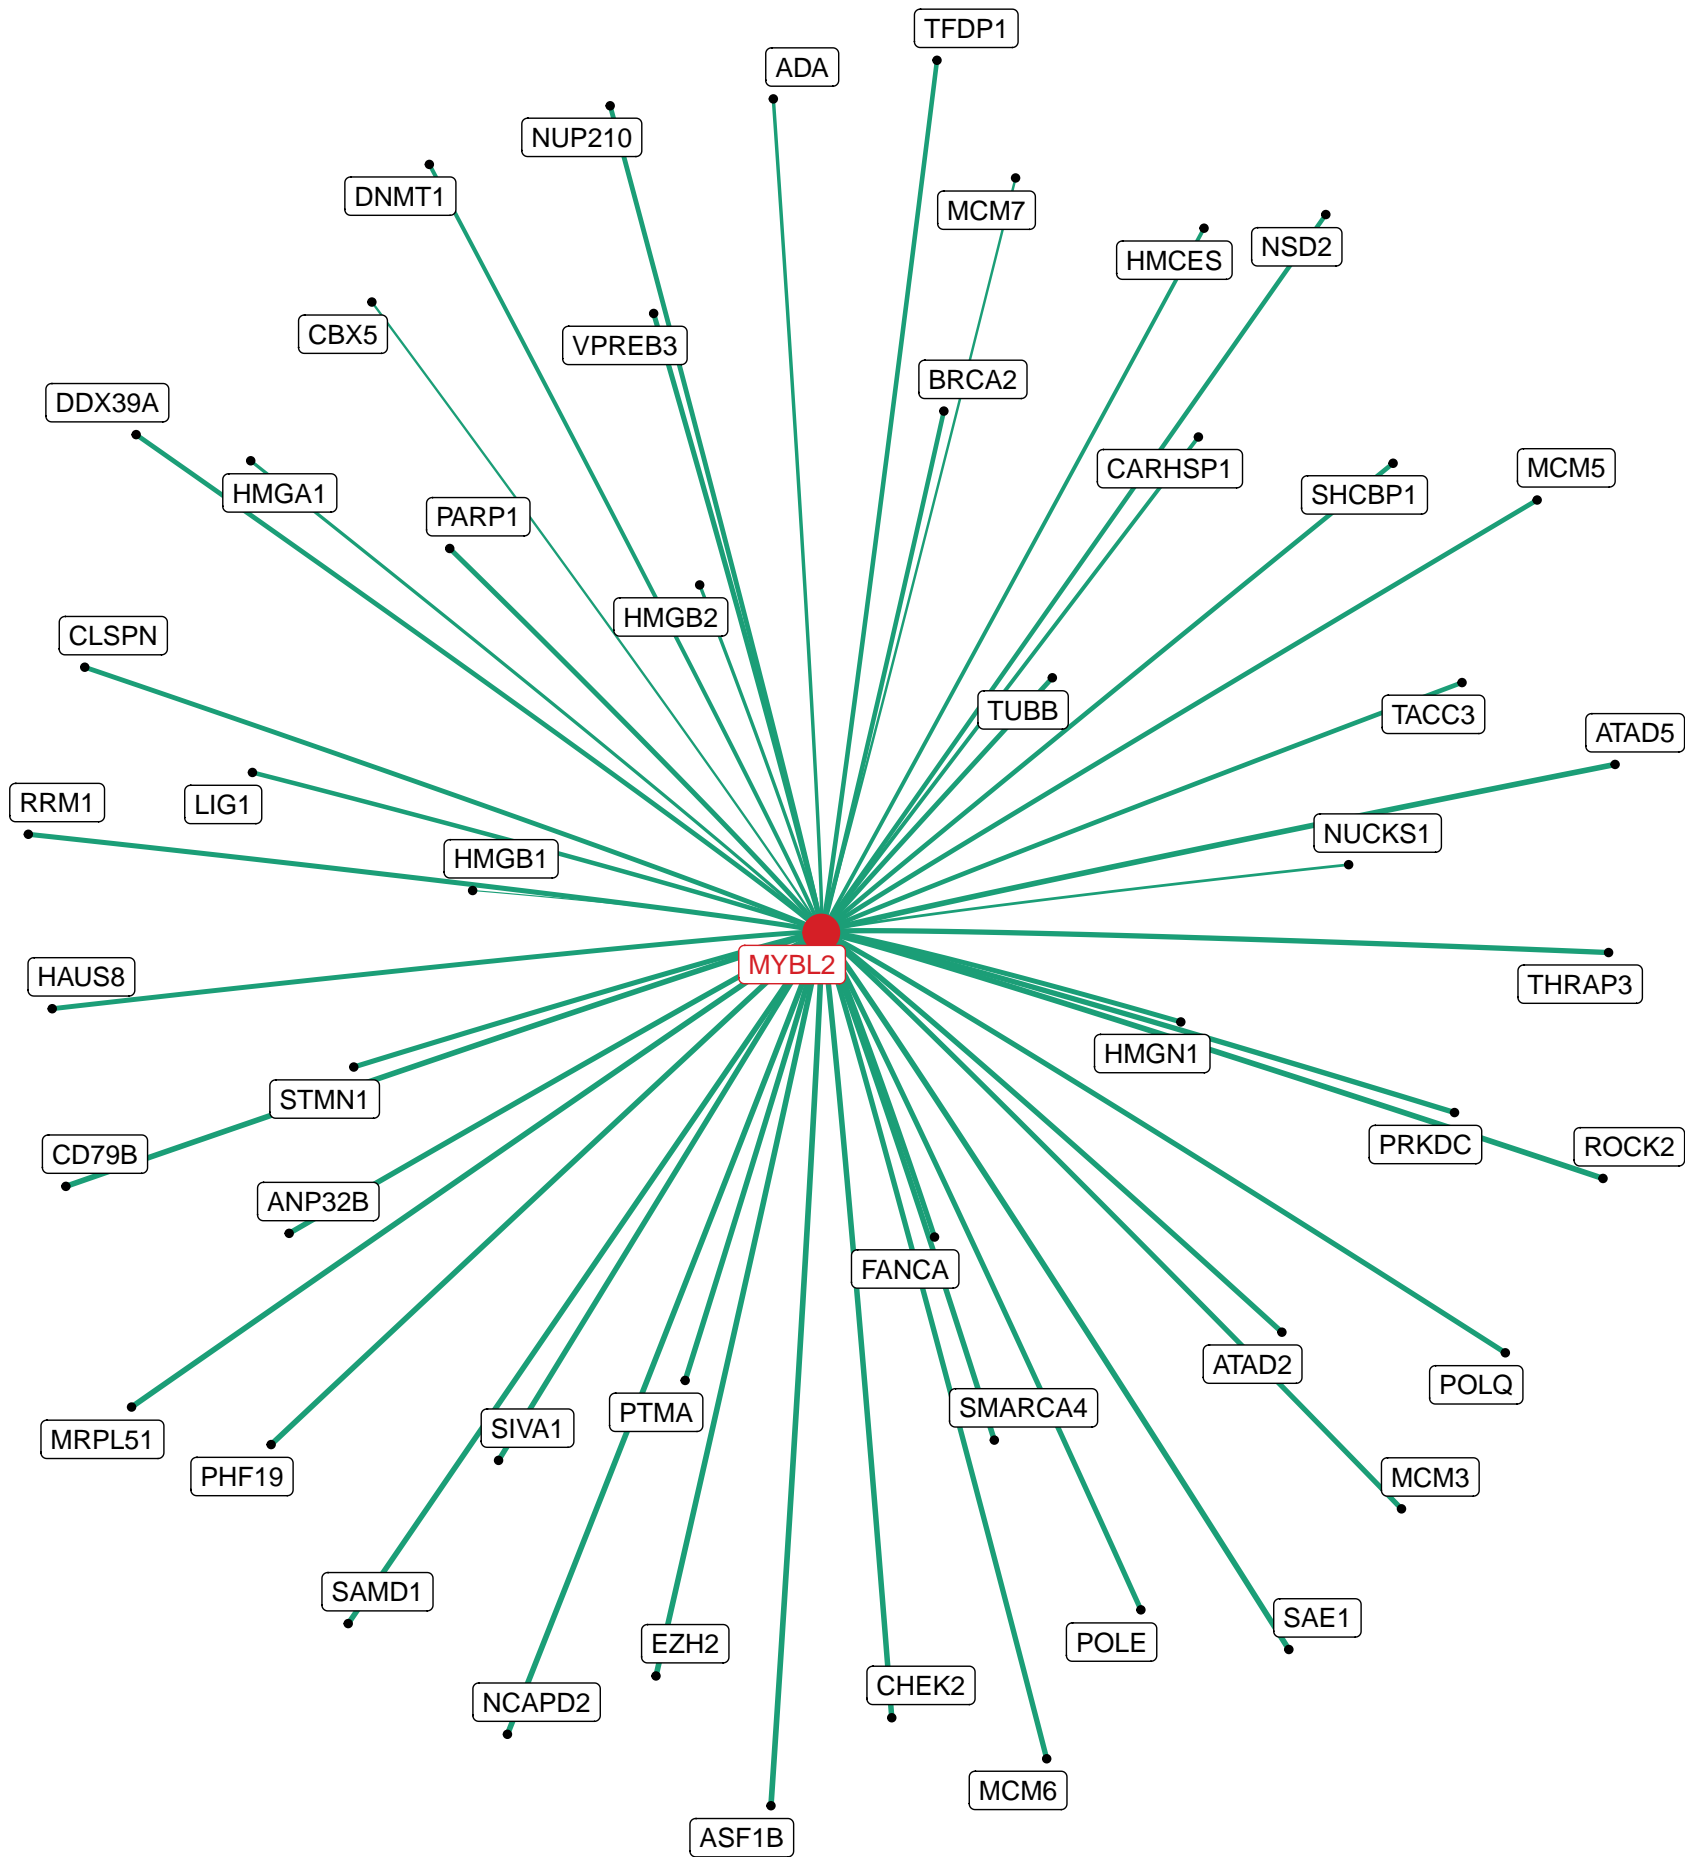 TFDP1
ADA
NUP210
DNMT1
MCM7
NSD2
HMCES
CBX5
VPREB3
BRCA2
DDX39A
CARHSP1
MCM5
HMGA1
SHCBP1
PARP1
HMGB2
CLSPN
TUBB
TACC3
ATAD5
RRM1
LIG1
NUCKS1
HMGB1
MYBL2
HAUS8
THRAP3
HMGN1
STMN1
PRKDC
ROCK2
CD79B
ANP32B
FANCA
ATAD2
POLQ
SMARCA4
PTMA
SIVA1
MRPL51
PHF19
MCM3
SAMD1
SAE1
POLE
EZH2
CHEK2
NCAPD2
MCM6
ASF1B